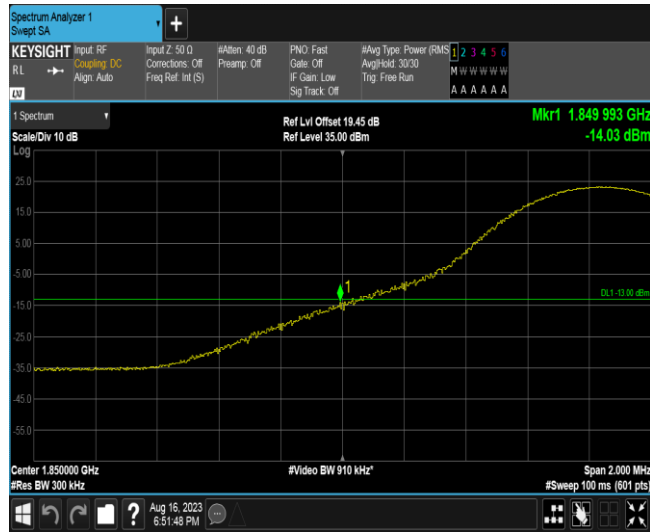 Spectrum Analyzer 1
Swept SA
KEYSIGHT
RL
LXI
Input: RF
Coupling: DC
Align: Auto
Input Z: 50 Ω
Corrections: Off
Freq Ref: Int (S)
#Atten: 40 dB
Preamp: Off
PNO: Fast
Gate: Off
IF Gain: Low
Sig Track: Off
#Avg Type: Power (RMS
Avg|Hold: 30/30
Trig: Free Run
1 2 3 4 5 6
M W W W W W
A A A A A A
1 Spectrum
Scale/Div 10 dB
Ref Lvl Offset 19.45 dB
Ref Level 35.00 dBm
Mkr1 1.849 993 GHz
-14.03 dBm
Log
25.0
15.0
5.00
-5.00
-15.0
-25.0
-35.0
-45.0
-55.0
1
DL1 -13.00 dBm
Center 1.850000 GHz
#Res BW 300 kHz
#Video BW 910 kHz*
Span 2.000 MHz
#Sweep 100 ms (601 pts)
?
Aug 16, 2023
6:51:48 PM